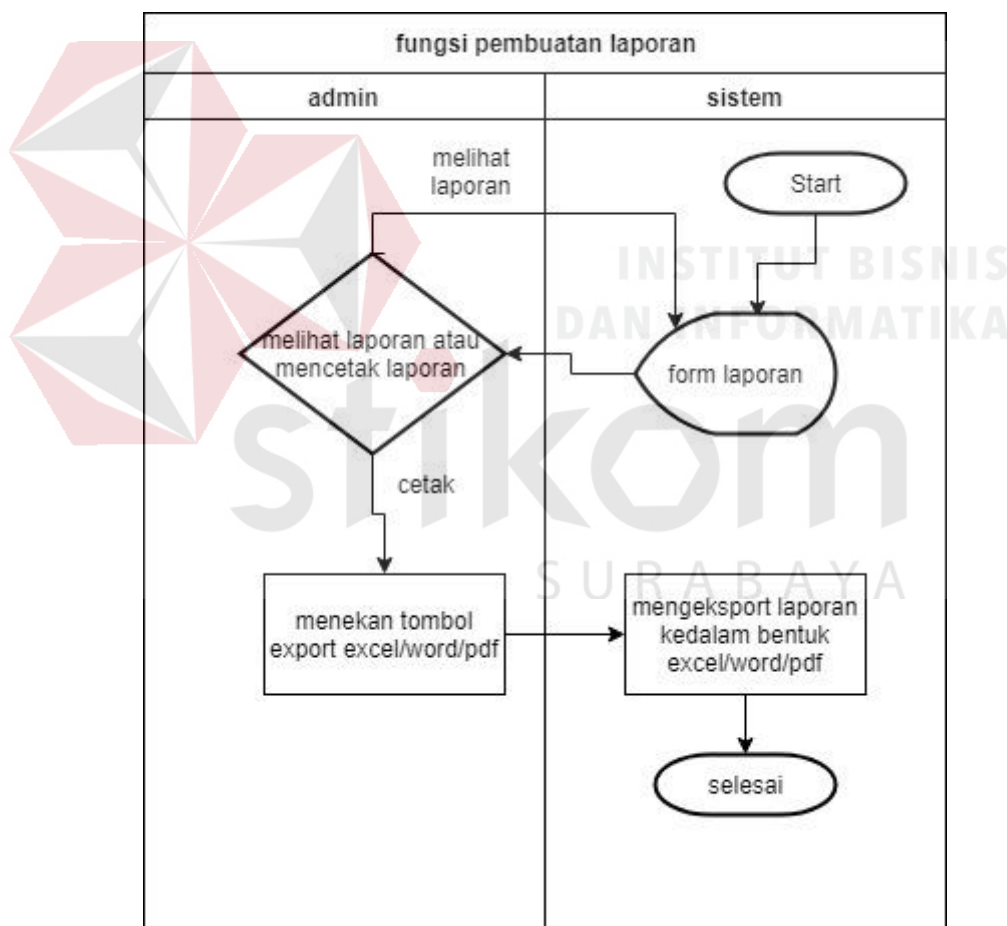 fungsi pembuatan laporan
admin
sistem
melihat
laporan
Start
INSTITUT BISNIS
DAN INFORMATIKA
melihat laporan atau
mencetak laporan
form laporan
stikom
cetak
SURABAYA
menekan tombol
export excel/word/pdf
mengeksport laporan
kedalam bentuk
excel/word/pdf
selesai